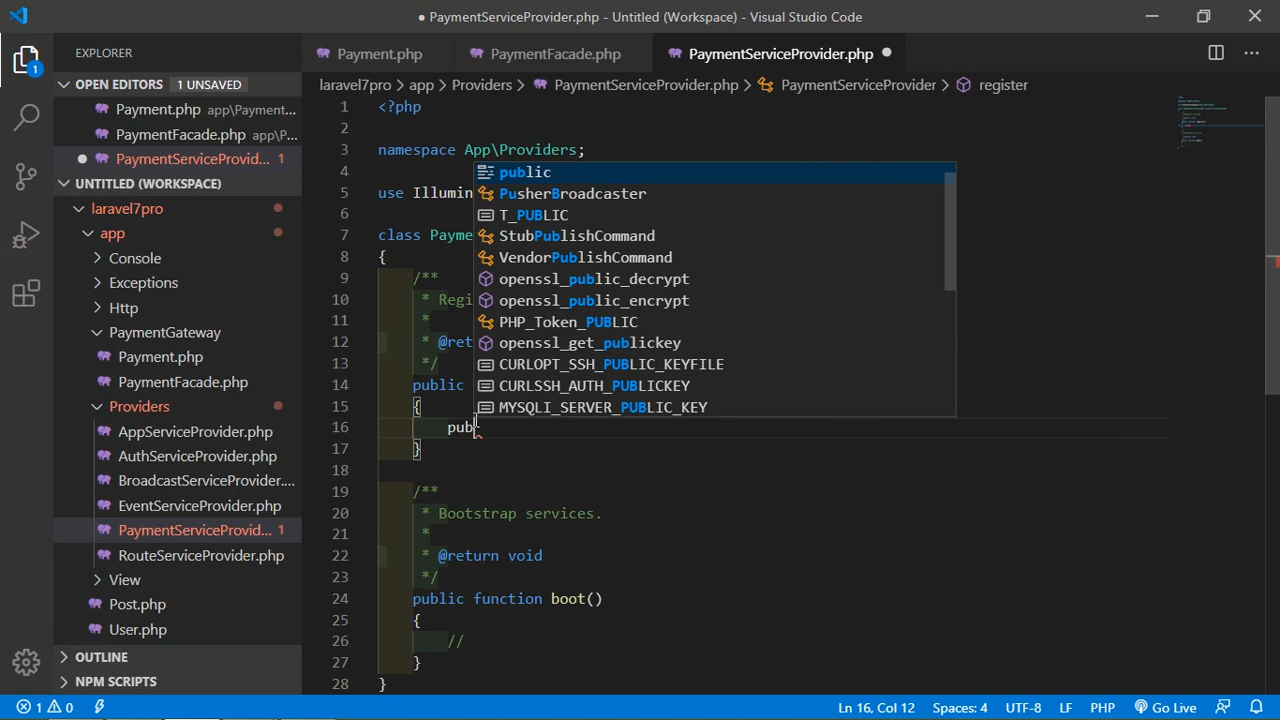 ● PaymentServiceProvider.php - Untitled (Workspace) - Visual Studio Code
EXPLORER
OPEN EDITORS 1 UNSAVED
Payment.php app\Payment...
PaymentFacade.php app\P...
PaymentServiceProvid... 1
UNTITLED (WORKSPACE)
laravel7pro
app
Console
Exceptions
Http
PaymentGateway
Payment.php
PaymentFacade.php
Providers
AppServiceProvider.php
AuthServiceProvider.php
BroadcastServiceProvider....
EventServiceProvider.php
PaymentServiceProvid... 1
RouteServiceProvider.php
View
Post.php
User.php
OUTLINE
NPM SCRIPTS
1
Payment.php PaymentFacade.php PaymentServiceProvider.php
laravel7pro > app > Providers > PaymentServiceProvider.php > PaymentServiceProvider > register
1 <?php
2
3 namespace App\Providers;
4
5 use Illumin
6
7 class Payme
8 {
9 /**
10 * Regi
11 *
12 * @ret
13 */
14 public
15 {
16 pub
17 }
18
19 /**
20 * Bootstrap services.
21 *
22 * @return void
23 */
24 public function boot()
25 {
26 //
27 }
28 }
public
PusherBroadcaster
T_PUBLIC
StubPublishCommand
VendorPublishCommand
openssl_public_decrypt
openssl_public_encrypt
PHP_Token_PUBLIC
openssl_get_publickey
CURLOPT_SSH_PUBLIC_KEYFILE
CURLSSH_AUTH_PUBLICKEY
MYSQLI_SERVER_PUBLIC_KEY
1 0 Ln 16, Col 12 Spaces: 4 UTF-8 LF PHP Go Live